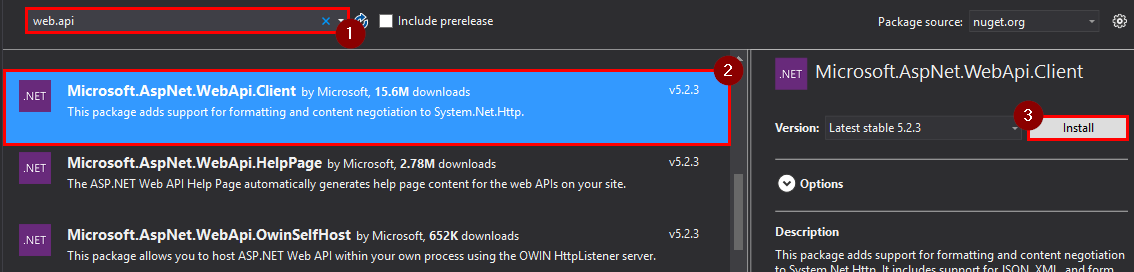 web.api
1
Include prerelease
Package source: nuget.org
2
.NET
Microsoft.AspNet.WebApi.Client by Microsoft, 15.6M downloads
v5.2.3
This package adds support for formatting and content negotiation to System.Net.Http.
.NET
Microsoft.AspNet.WebApi.HelpPage by Microsoft, 2.78M downloads
v5.2.3
The ASP.NET Web API Help Page automatically generates help page content for the web APIs on your site.
.NET
Microsoft.AspNet.WebApi.OwinSelfHost by Microsoft, 652K downloads
v5.2.3
This package allows you to host ASP.NET Web API within your own process using the OWIN HttpListener server.
.NET
Microsoft.AspNet.WebApi.Client
3
Version: Latest stable 5.2.3
Install
Options
Description
This package adds support for formatting and content negotiation
to System.Net.Http. It includes support for JSON, XML, and form